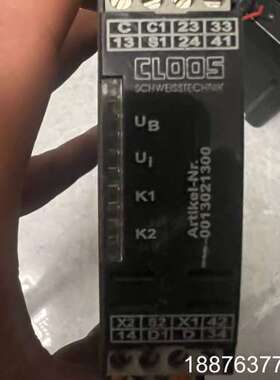 C C1 23 33
13 S1 24 41
CLOOS
SCHWEISSTECHNIK
UB
UI
K1
K2
Artikel-Nr.
0013021300
X2 S2 X1 42
14 D1 D 34
18876377